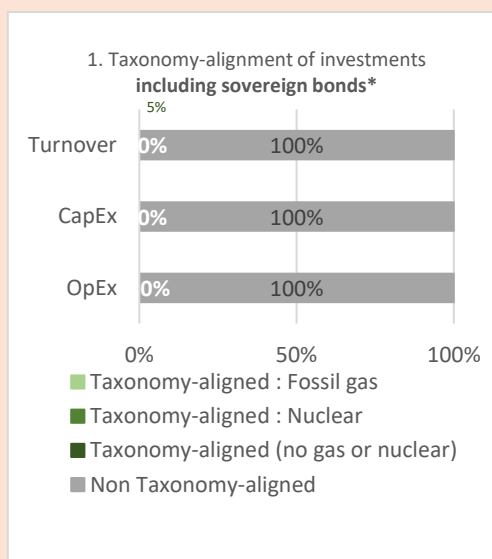 1. Taxonomy-alignment of investments
including sovereign bonds*
5%
Turnover 0% 100%
CapEx 0% 100%
OpEx 0% 100%
0% 50% 100%
Taxonomy-aligned : Fossil gas
Taxonomy-aligned : Nuclear
Taxonomy-aligned (no gas or nuclear)
Non Taxonomy-aligned